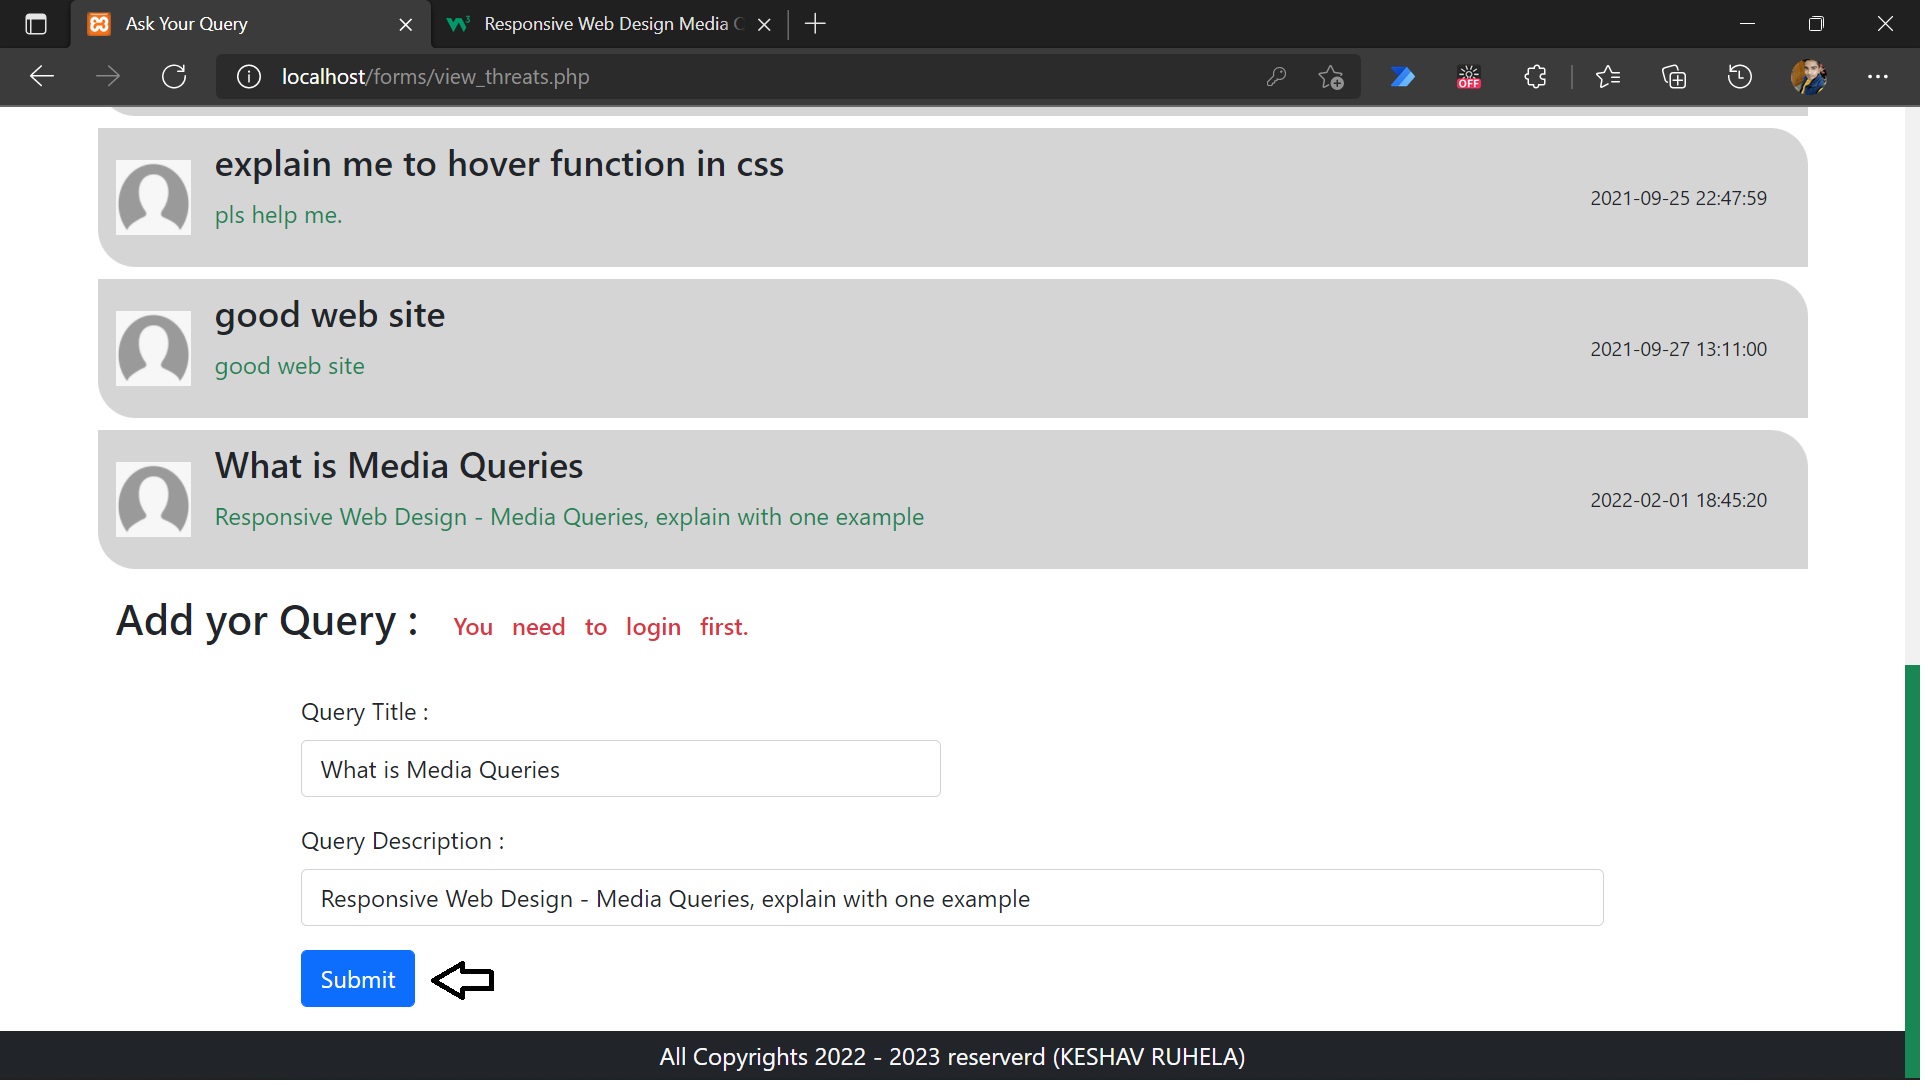 Ask Your Query
Responsive Web Design Media C
localhost/forms/view_threats.php
OFF
explain me to hover function in css
pls help me.
2021-09-25 22:47:59
good web site
good web site
2021-09-27 13:11:00
What is Media Queries
Responsive Web Design - Media Queries, explain with one example
2022-02-01 18:45:20
Add yor Query : You need to login first.
Query Title :
What is Media Queries
Query Description :
Responsive Web Design - Media Queries, explain with one example
Submit
All Copyrights 2022 - 2023 reserverd (KESHAV RUHELA)